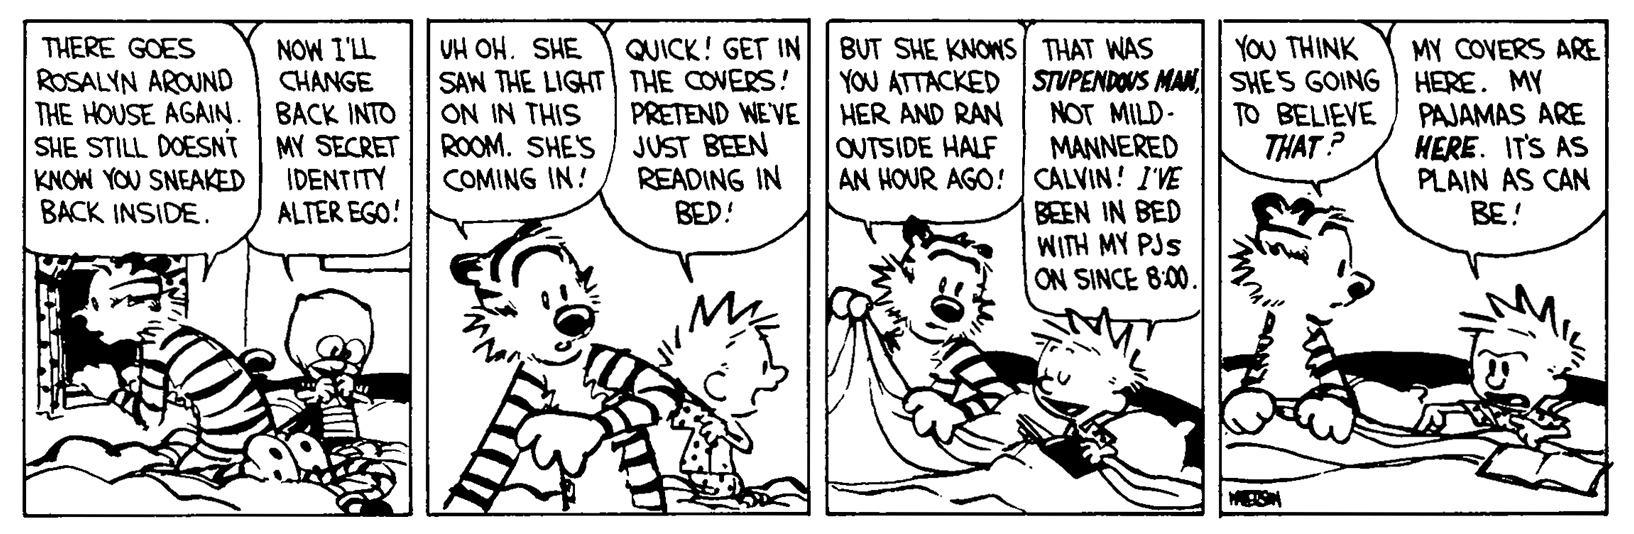 THERE GOES
ROSALYN AROUND
THE HOUSE AGAIN.
SHE STILL DOESN'T
KNOW YOU SNEAKED
BACK INSIDE.
NOW I'LL
CHANGE
BACK INTO
MY SECRET
IDENTITY
ALTER EGO!
UH OH. SHE
SAW THE LIGHT
ON IN THIS
ROOM. SHE'S
COMING IN!
QUICK! GET IN
THE COVERS!
PRETEND WE'VE
JUST BEEN
READING IN
BED!
BUT SHE KNOWS
YOU ATTACKED
HER AND RAN
OUTSIDE HALF
AN HOUR AGO!
THAT WAS
STUPENDOUS MAN,
NOT MILD-
MANNERED
CALVIN! I'VE
BEEN IN BED
WITH MY PJS
ON SINCE 8:00.
YOU THINK
SHE'S GOING
TO BELIEVE
THAT?
MY COVERS ARE
HERE. MY
PAJAMAS ARE
HERE. IT'S AS
PLAIN AS CAN
BE!
WATTERSON